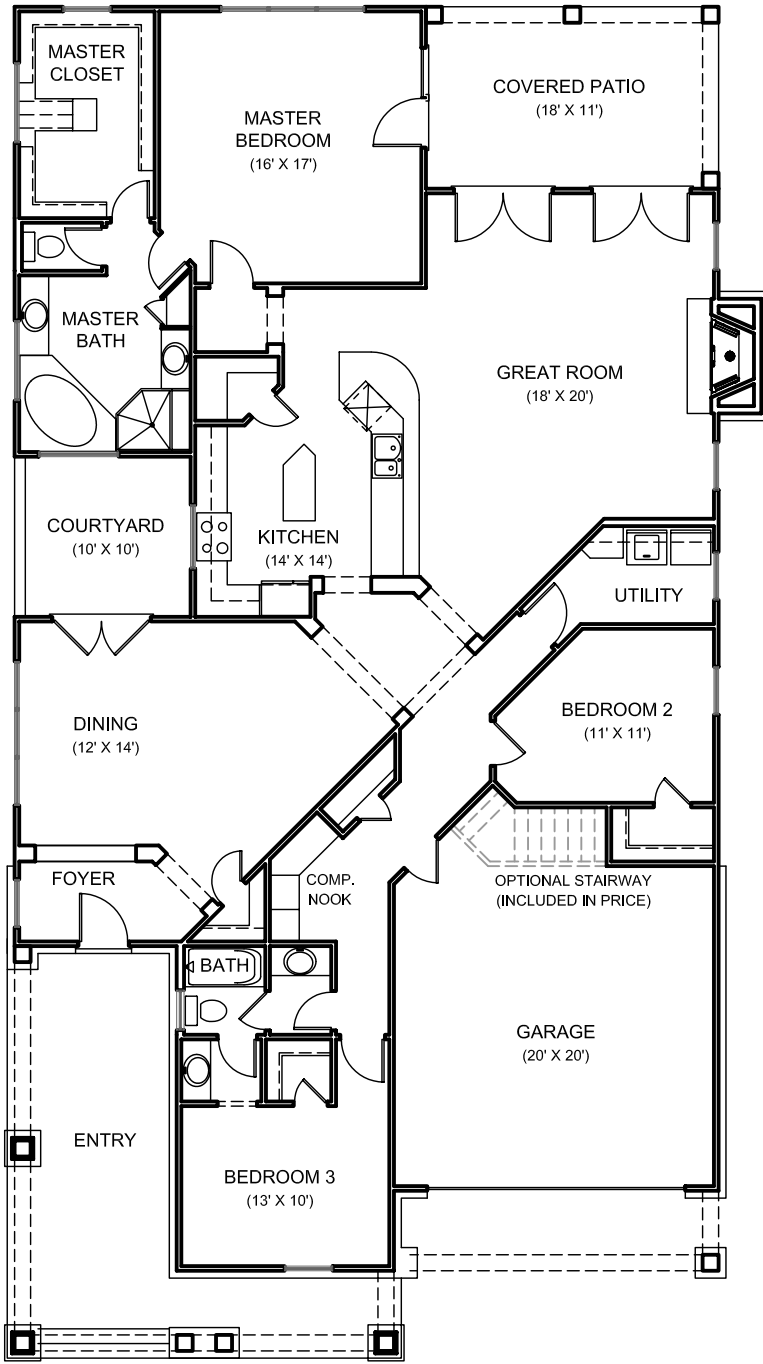 MASTER
CLOSET
MASTER
BEDROOM
(16' X 17')
COVERED PATIO
(18' X 11')
MASTER
BATH
GREAT ROOM
(18' X 20')
COURTYARD
(10' X 10')
KITCHEN
(14' X 14')
UTILITY
DINING
(12' X 14')
BEDROOM 2
(11' X 11')
FOYER
COMP.
NOOK
OPTIONAL STAIRWAY
(INCLUDED IN PRICE)
BATH
GARAGE
(20' X 20')
ENTRY
BEDROOM 3
(13' X 10')